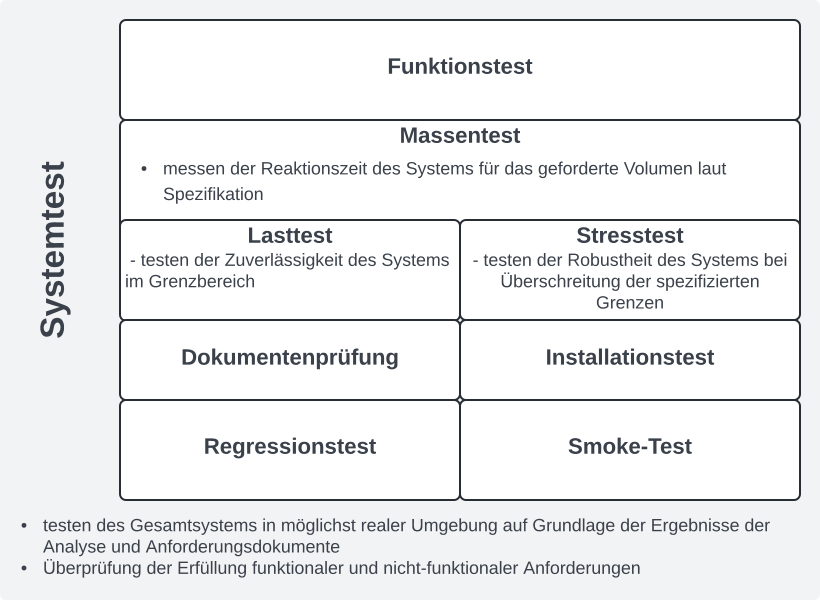 Systemtest
Funktionstest
Massentest
• messen der Reaktionszeit des Systems für das geforderte Volumen laut
Spezifikation
Lasttest
- testen der Zuverlässigkeit des Systems
im Grenzbereich
Stresstest
- testen der Robustheit des Systems bei
Überschreitung der spezifizierten
Grenzen
Dokumentenprüfung
Installationstest
Regressionstest
Smoke-Test
• testen des Gesamtsystems in möglichst realer Umgebung auf Grundlage der Ergebnisse der
Analyse und Anforderungsdokumente
• Überprüfung der Erfüllung funktionaler und nicht-funktionaler Anforderungen